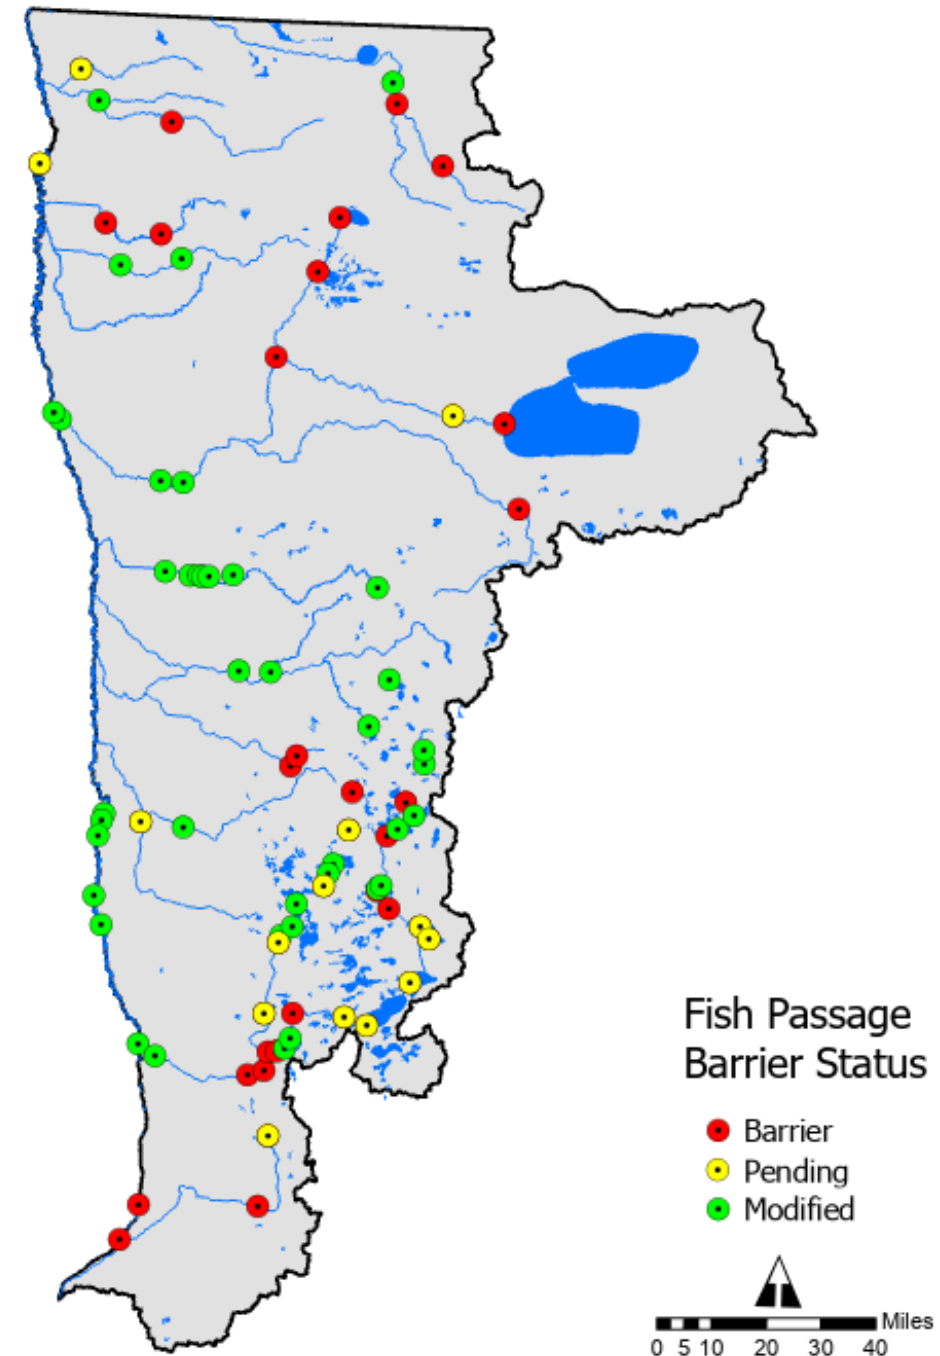 Fish Passage
Barrier Status
Barrier
Pending
Modified
Miles
0 5 10 20 30 40